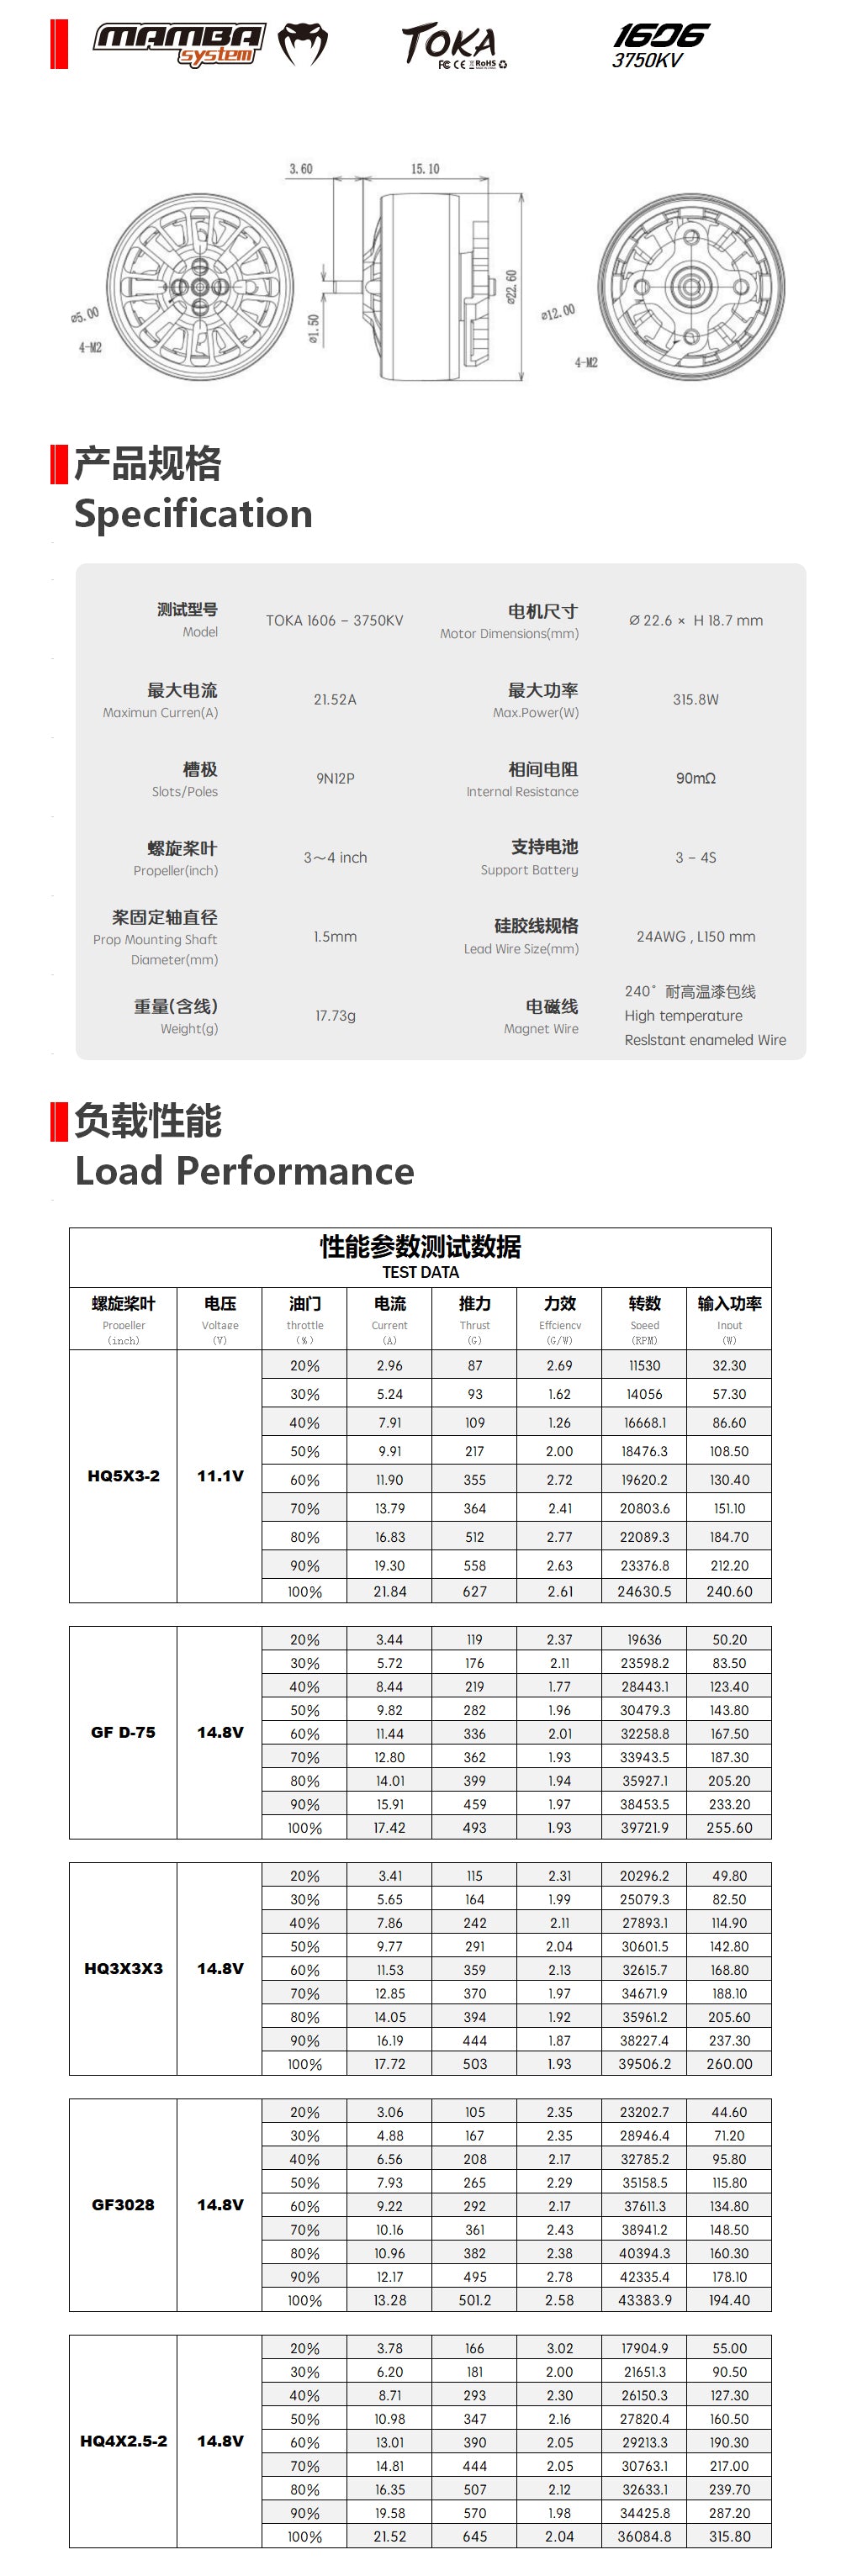 MAMBA
system
TOKA
FC CE RoHS
1606
3750KV
3.60
15.10
ø5.00
4-M2
ø1.50
ø22.60
ø12.00
4-M2
产品规格
Specification
测试型号
Model
TOKA 1606 – 3750KV
电机尺寸
Motor Dimensions(mm)
Ø 22.6 × H 18.7 mm
最大电流
Maximun Curren(A)
21.52A
最大功率
Max.Power(W)
315.8W
槽极
Slots/Poles
9N12P
相间电阻
Internal Resistance
90mΩ
螺旋桨叶
Propeller(inch)
3～4 inch
支持电池
Support Battery
3 – 4S
桨固定轴直径
Prop Mounting Shaft
Diameter(mm)
1.5mm
硅胶线规格
Lead Wire Size(mm)
24AWG , L150 mm
重量(含线)
Weight(g)
17.73g
电磁线
Magnet Wire
240° 耐高温漆包线
High temperature
Reslstant enameled Wire
负载性能
Load Performance
性能参数测试数据
TEST DATA
螺旋桨叶 电压 油门 电流 推力 力效 转数 输入功率
Propeller Voltage throttle Current Thrust Effciency Speed Input
(inch) (V) (%) (A) (G) (G/W) (RPM) (W)
20% 2.96 87 2.69 11530 32.30
30% 5.24 93 1.62 14056 57.30
40% 7.91 109 1.26 16668.1 86.60
50% 9.91 217 2.00 18476.3 108.50
HQ5X3-2 11.1V 60% 11.90 355 2.72 19620.2 130.40
70% 13.79 364 2.41 20803.6 151.10
80% 16.83 512 2.77 22089.3 184.70
90% 19.30 558 2.63 23376.8 212.20
100% 21.84 627 2.61 24630.5 240.60
20% 3.44 119 2.37 19636 50.20
30% 5.72 176 2.11 23598.2 83.50
40% 8.44 219 1.77 28443.1 123.40
50% 9.82 282 1.96 30479.3 143.80
GF D-75 14.8V 60% 11.44 336 2.01 32258.8 167.50
70% 12.80 362 1.93 33943.5 187.30
80% 14.01 399 1.94 35927.1 205.20
90% 15.91 459 1.97 38453.5 233.20
100% 17.42 493 1.93 39721.9 255.60
20% 3.41 115 2.31 20296.2 49.80
30% 5.65 164 1.99 25079.3 82.50
40% 7.86 242 2.11 27893.1 114.90
50% 9.77 291 2.04 30601.5 142.80
HQ3X3X3 14.8V 60% 11.53 359 2.13 32615.7 168.80
70% 12.85 370 1.97 34671.9 188.10
80% 14.05 394 1.92 35961.2 205.60
90% 16.19 444 1.87 38227.4 237.30
100% 17.72 503 1.93 39506.2 260.00
20% 3.06 105 2.35 23202.7 44.60
30% 4.88 167 2.35 28946.4 71.20
40% 6.56 208 2.17 32785.2 95.80
50% 7.93 265 2.29 35158.5 115.80
GF3028 14.8V 60% 9.22 292 2.17 37611.3 134.80
70% 10.16 361 2.43 38941.2 148.50
80% 10.96 382 2.38 40394.3 160.30
90% 12.17 495 2.78 42335.4 178.10
100% 13.28 501.2 2.58 43383.9 194.40
20% 3.78 166 3.02 17904.9 55.00
30% 6.20 181 2.00 21651.3 90.50
40% 8.71 293 2.30 26150.3 127.30
50% 10.98 347 2.16 27820.4 160.50
HQ4X2.5-2 14.8V 60% 13.01 390 2.05 29213.3 190.30
70% 14.81 444 2.05 30763.1 217.00
80% 16.35 507 2.12 32633.1 239.70
90% 19.58 570 1.98 34425.8 287.20
100% 21.52 645 2.04 36084.8 315.80